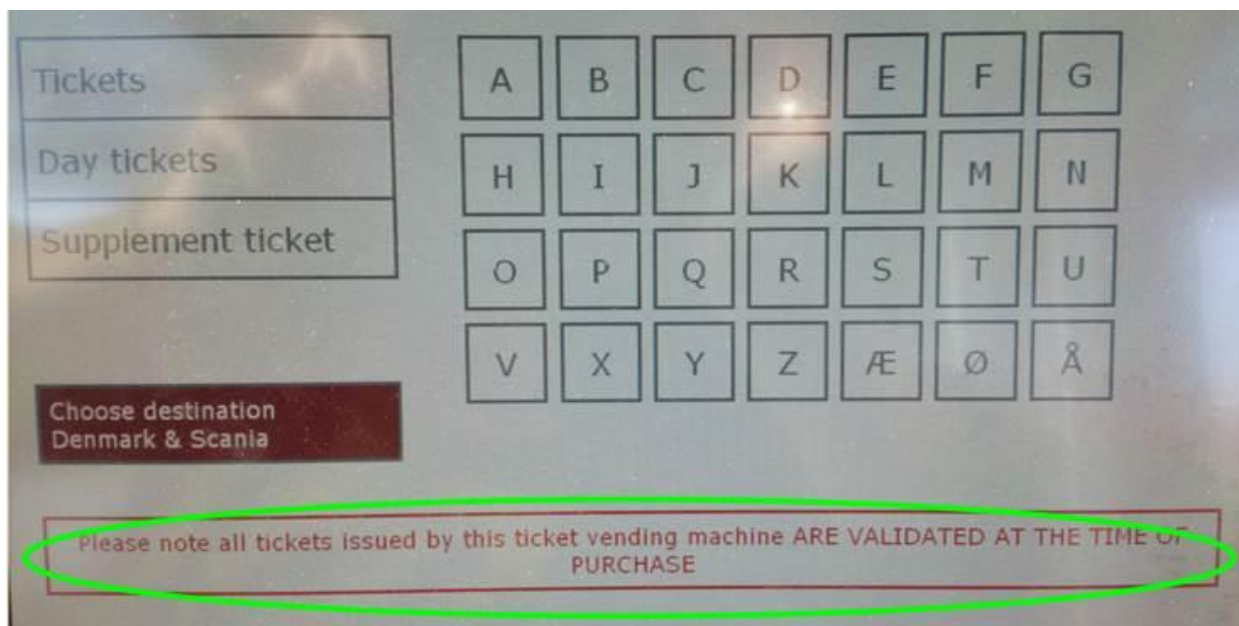 Tickets
Day tickets
Supplement ticket
A B C D E F G
H I J K L M N
O P Q R S T U
V X Y Z Æ Ø Å
Choose destination
Denmark & Scania
Please note all tickets issued by this ticket vending machine ARE VALIDATED AT THE TIME OF
PURCHASE